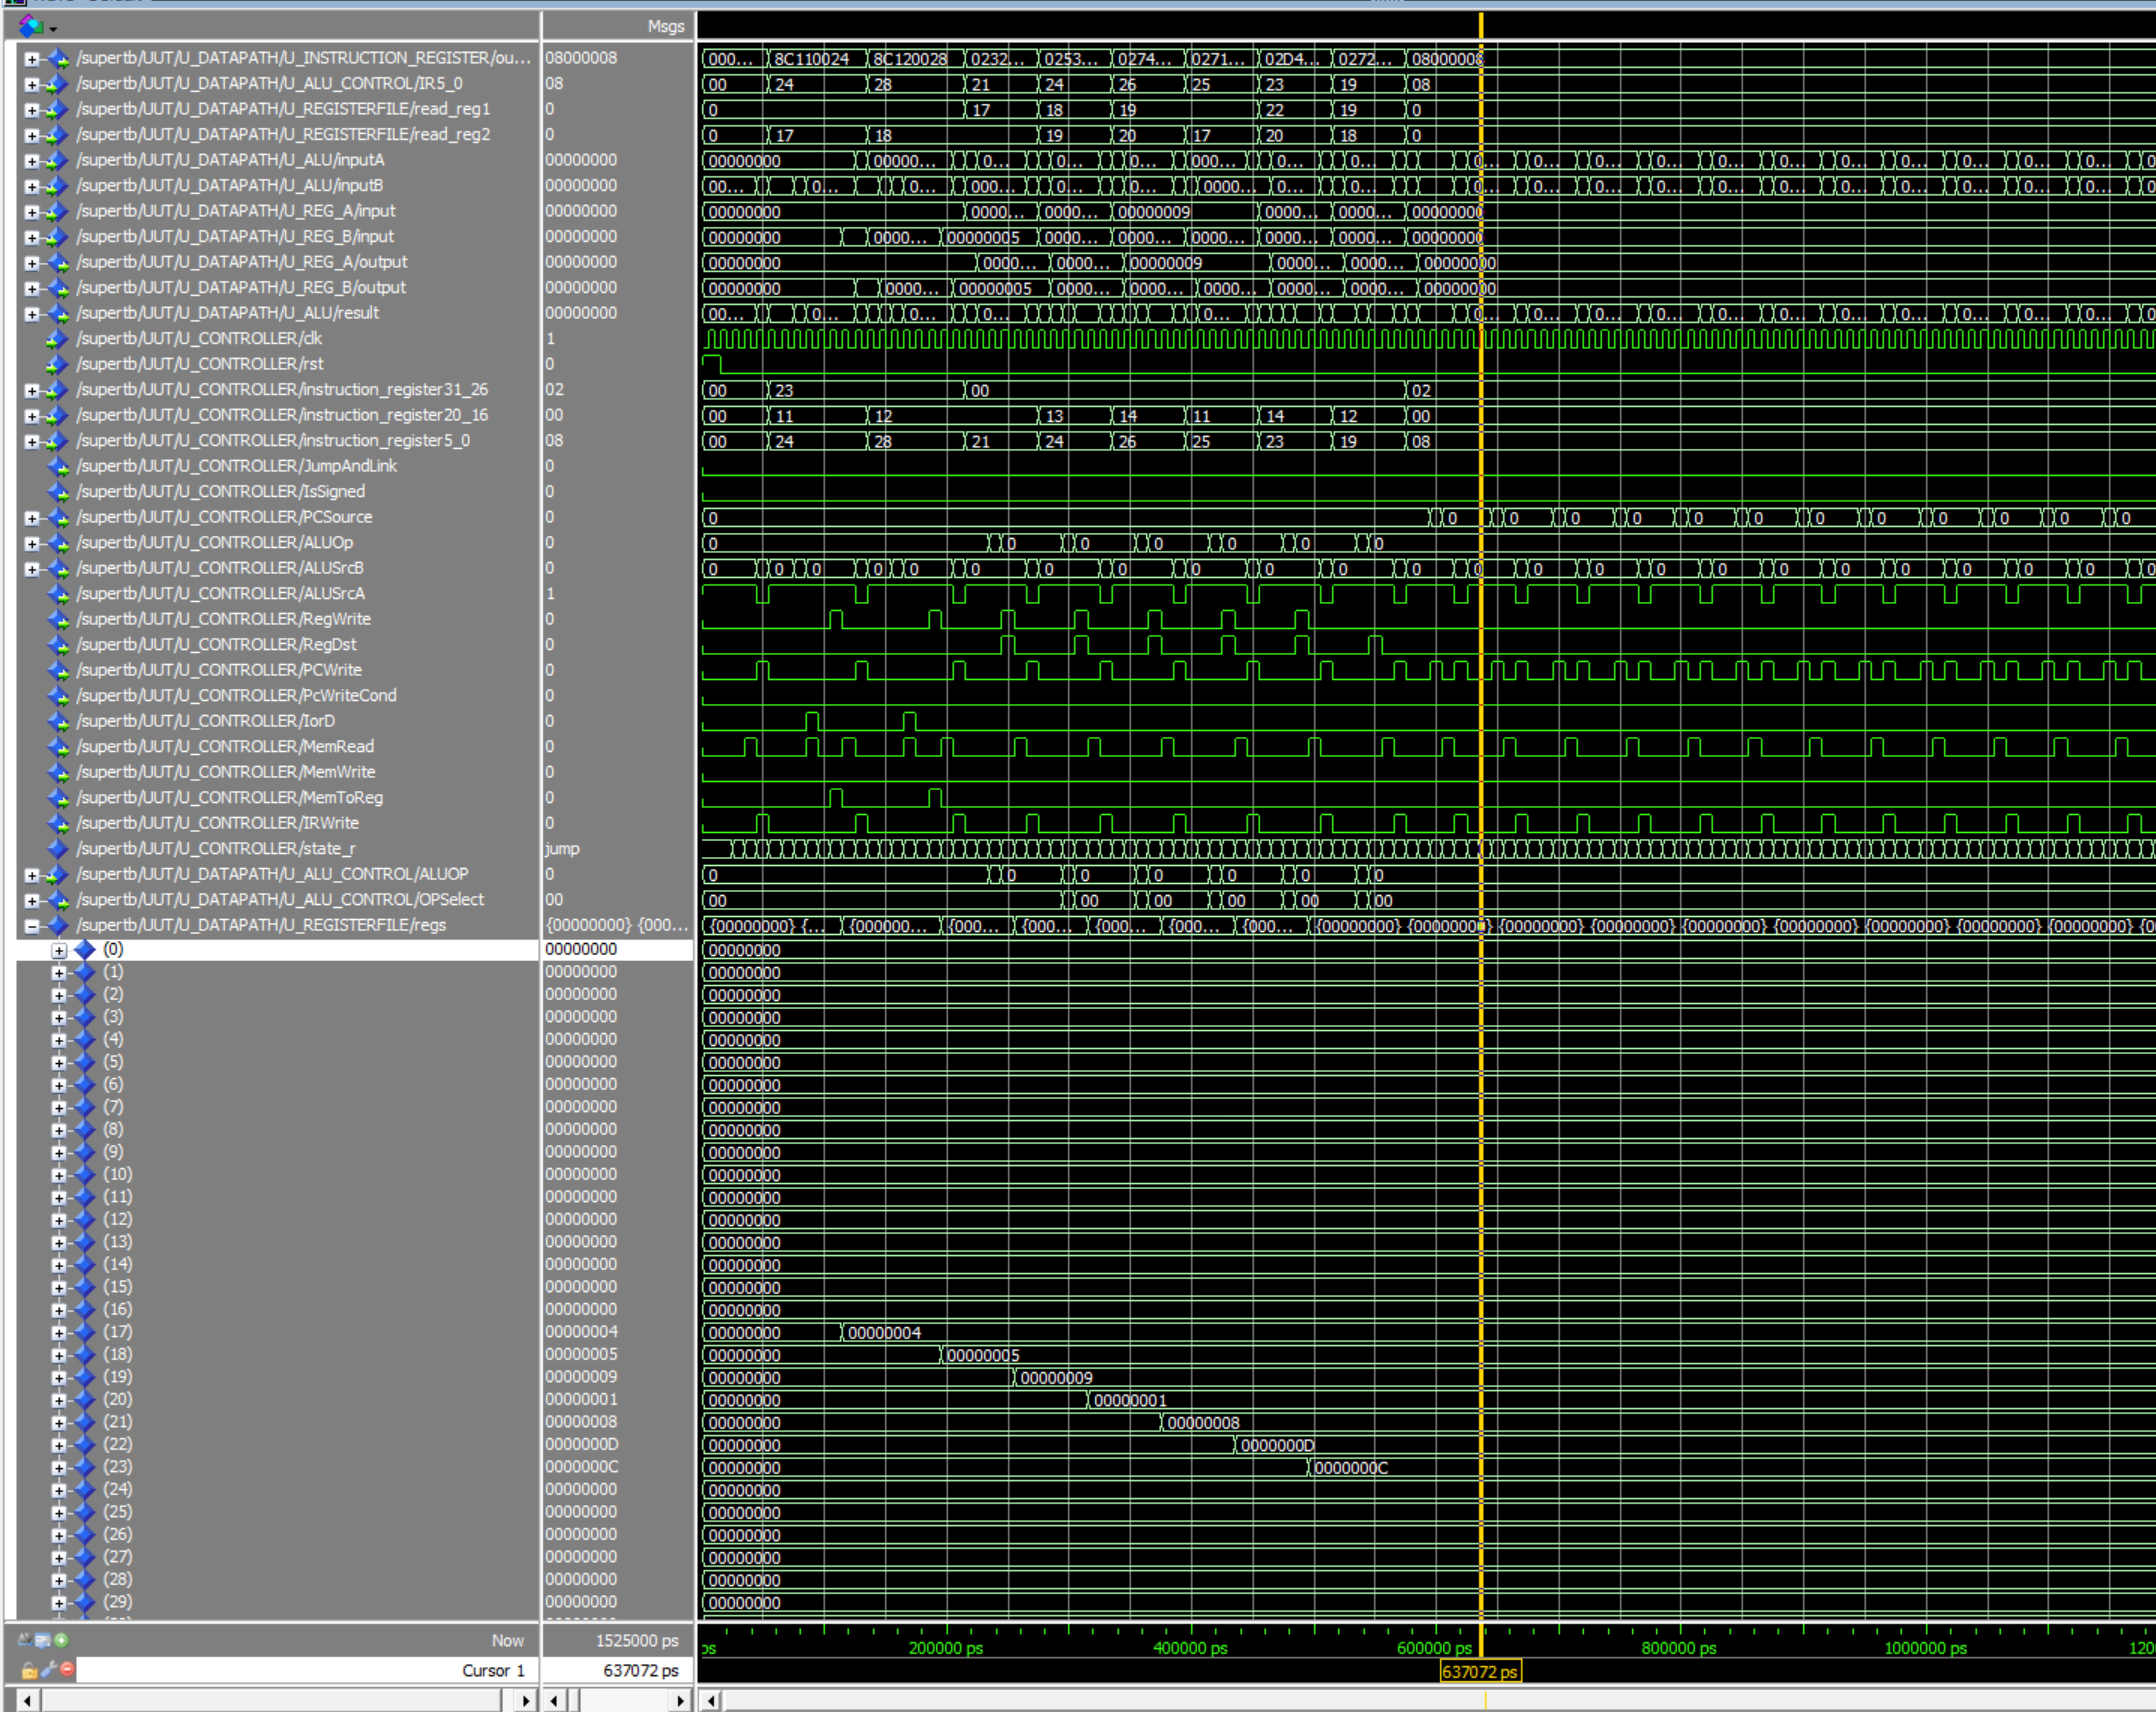 Msgs
/supertb/UUT/U_DATAPATH/U_INSTRUCTION_REGISTER/ou... 08000008 000... 8C110024 8C120028 0232... 0253... 0274... 0271... 02D4... 0272... 08000008
/supertb/UUT/U_DATAPATH/U_ALU_CONTROL/IR5_0 08 00 24 28 21 24 26 25 23 19 08
/supertb/UUT/U_DATAPATH/U_REGISTERFILE/read_reg1 0 0 17 18 19 22 19 0
/supertb/UUT/U_DATAPATH/U_REGISTERFILE/read_reg2 0 0 17 18 19 20 17 20 18 0
/supertb/UUT/U_DATAPATH/U_ALU/inputA 00000000 00000000 00000... 0... 0... 0... 000... 0... 0... 0... 0... 0... 0... 0... 0... 0... 0... 0... 0... 0... 0
/supertb/UUT/U_DATAPATH/U_ALU/inputB 00000000 00... 0... 0... 000... 0... 0... 0000... 0... 0... 0... 0... 0... 0... 0... 0... 0... 0... 0... 0... 0... 0
/supertb/UUT/U_DATAPATH/U_REG_A/input 00000000 00000000 0000... 0000... 00000009 0000... 0000... 00000000
/supertb/UUT/U_DATAPATH/U_REG_B/input 00000000 00000000 0000... 00000005 0000... 0000... 0000... 0000... 0000... 00000000
/supertb/UUT/U_DATAPATH/U_REG_A/output 00000000 00000000 0000... 0000... 00000009 0000... 0000... 00000000
/supertb/UUT/U_DATAPATH/U_REG_B/output 00000000 00000000 0000... 00000005 0000... 0000... 0000... 0000... 0000... 00000000
/supertb/UUT/U_DATAPATH/U_ALU/result 00000000 00... 0... 0... 0... 0... 0... 0... 0... 0... 0... 0... 0... 0... 0... 0... 0... 0
/supertb/UUT/U_CONTROLLER/clk 1
/supertb/UUT/U_CONTROLLER/rst 0
/supertb/UUT/U_CONTROLLER/instruction_register31_26 02 00 23 00 02
/supertb/UUT/U_CONTROLLER/instruction_register20_16 00 00 11 12 13 14 11 14 12 00
/supertb/UUT/U_CONTROLLER/instruction_register5_0 08 00 24 28 21 24 26 25 23 19 08
/supertb/UUT/U_CONTROLLER/JumpAndLink 0
/supertb/UUT/U_CONTROLLER/IsSigned 0
/supertb/UUT/U_CONTROLLER/PCSource 0 0 0 0 0 0 0 0 0 0 0 0 0 0
/supertb/UUT/U_CONTROLLER/ALUOp 0 0 0 0 0 0 0 0
/supertb/UUT/U_CONTROLLER/ALUSrcB 0 0 0 0 0 0 0 0 0 0 0 0 0 0 0 0 0 0 0 0 0 0 0 0 0
/supertb/UUT/U_CONTROLLER/ALUSrcA 1
/supertb/UUT/U_CONTROLLER/RegWrite 0
/supertb/UUT/U_CONTROLLER/RegDst 0
/supertb/UUT/U_CONTROLLER/PCWrite 0
/supertb/UUT/U_CONTROLLER/PcWriteCond 0
/supertb/UUT/U_CONTROLLER/IorD 0
/supertb/UUT/U_CONTROLLER/MemRead 0
/supertb/UUT/U_CONTROLLER/MemWrite 0
/supertb/UUT/U_CONTROLLER/MemToReg 0
/supertb/UUT/U_CONTROLLER/IRWrite 0
/supertb/UUT/U_CONTROLLER/state_r jump
/supertb/UUT/U_DATAPATH/U_ALU_CONTROL/ALUOP 0 0 0 0 0 0 0 0
/supertb/UUT/U_DATAPATH/U_ALU_CONTROL/OPSelect 00 00 00 00 00 00 00
/supertb/UUT/U_DATAPATH/U_REGISTERFILE/regs {00000000} {000... {00000000} {... {000000... {000... {000... {000... {000... {000... {00000000} {00000000} {00000000} {00000000} {00000000} {00000000} {00000000} {00000000} {00000000} {0
(0) 00000000 00000000
(1) 00000000 00000000
(2) 00000000 00000000
(3) 00000000 00000000
(4) 00000000 00000000
(5) 00000000 00000000
(6) 00000000 00000000
(7) 00000000 00000000
(8) 00000000 00000000
(9) 00000000 00000000
(10) 00000000 00000000
(11) 00000000 00000000
(12) 00000000 00000000
(13) 00000000 00000000
(14) 00000000 00000000
(15) 00000000 00000000
(16) 00000000 00000000
(17) 00000004 00000000 00000004
(18) 00000005 00000000 00000005
(19) 00000009 00000000 00000009
(20) 00000001 00000000 00000001
(21) 00000008 00000000 00000008
(22) 0000000D 00000000 0000000D
(23) 0000000C 00000000 0000000C
(24) 00000000 00000000
(25) 00000000 00000000
(26) 00000000 00000000
(27) 00000000 00000000
(28) 00000000 00000000
(29) 00000000 00000000
Now 1525000 ps ps 200000 ps 400000 ps 600000 ps 800000 ps 1000000 ps 120
Cursor 1 637072 ps 637072 ps